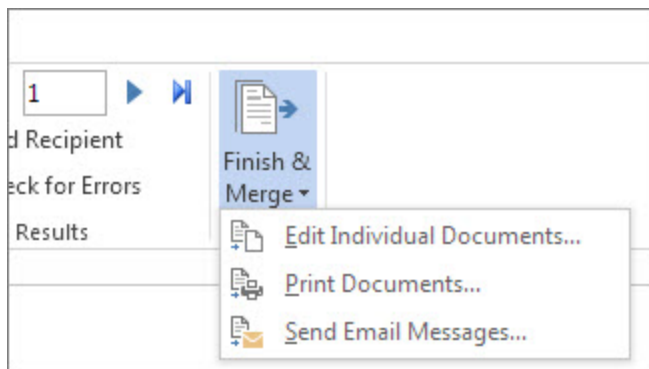 1
d Recipient
eck for Errors
Results
Finish &
Merge
Edit Individual Documents...
Print Documents...
Send Email Messages...